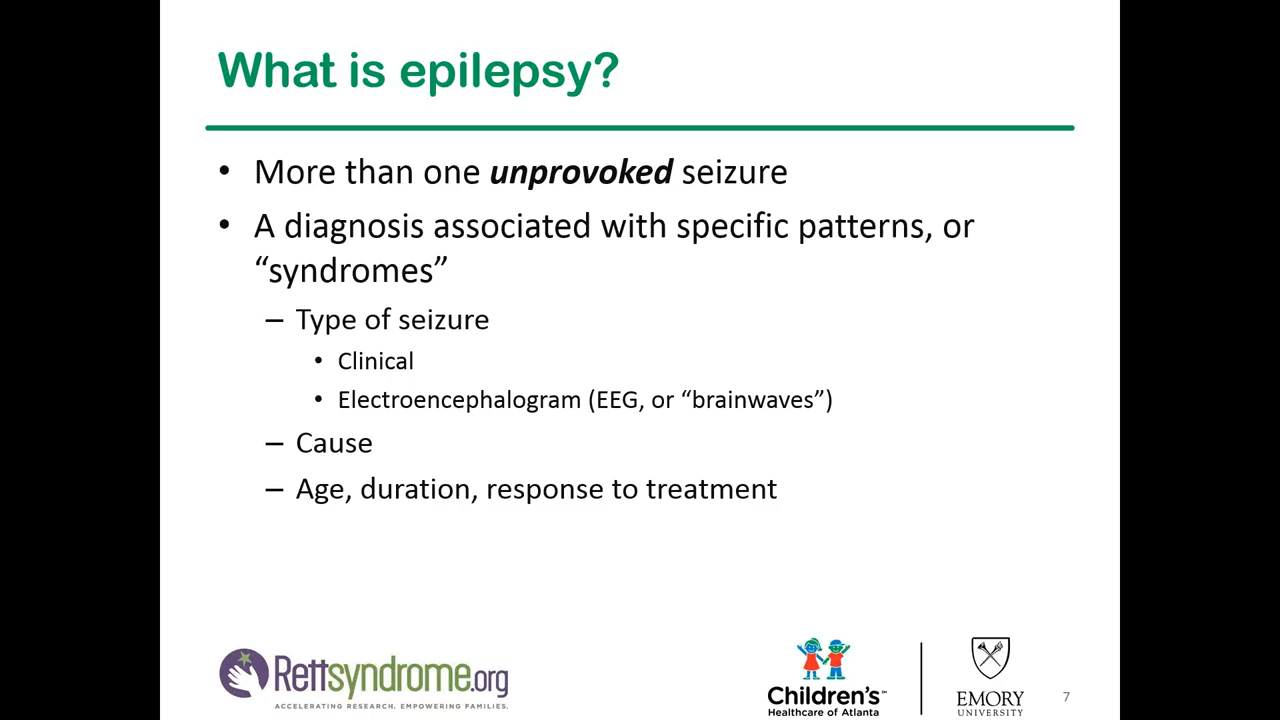 What is epilepsy?
• More than one unprovoked seizure
• A diagnosis associated with specific patterns, or
“syndromes”
– Type of seizure
• Clinical
• Electroencephalogram (EEG, or “brainwaves”)
– Cause
– Age, duration, response to treatment
Rettsyndrome.org
ACCELERATING RESEARCH. EMPOWERING FAMILIES.
Children's™
Healthcare of Atlanta
EMORY
UNIVERSITY
7